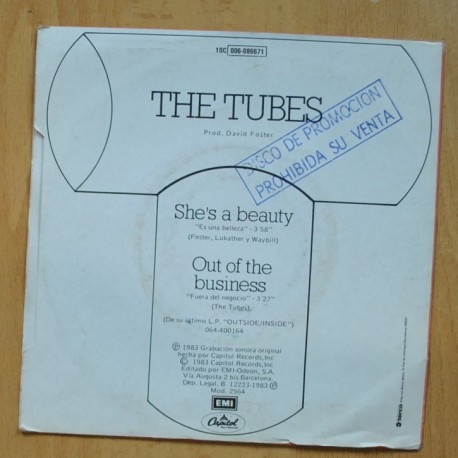 10C 006-086671
THE TUBES
Prod. David Foster
DISCO DE PROMOCION
PROHIBIDA SU VENTA
She's a beauty
"Es una belleza" - 3'58"
(Foster, Lukather y Waybill)
Out of the
business
"Fuera del negocio" - 3'27"
(The Tubes).
(De su último L.P. "OUTSIDE/INSIDE")
064-400164
℗ 1983 Grabación sonora original
hecha por Capitol Records, Inc
© 1983 Capitol Records, Inc.
Editado por EMI-Odeon, S.A.
Vía Augusta 2 bis Barcelona.
Dep. Legal, B 12223-1983
Mod. 2564
EMI
Capitol